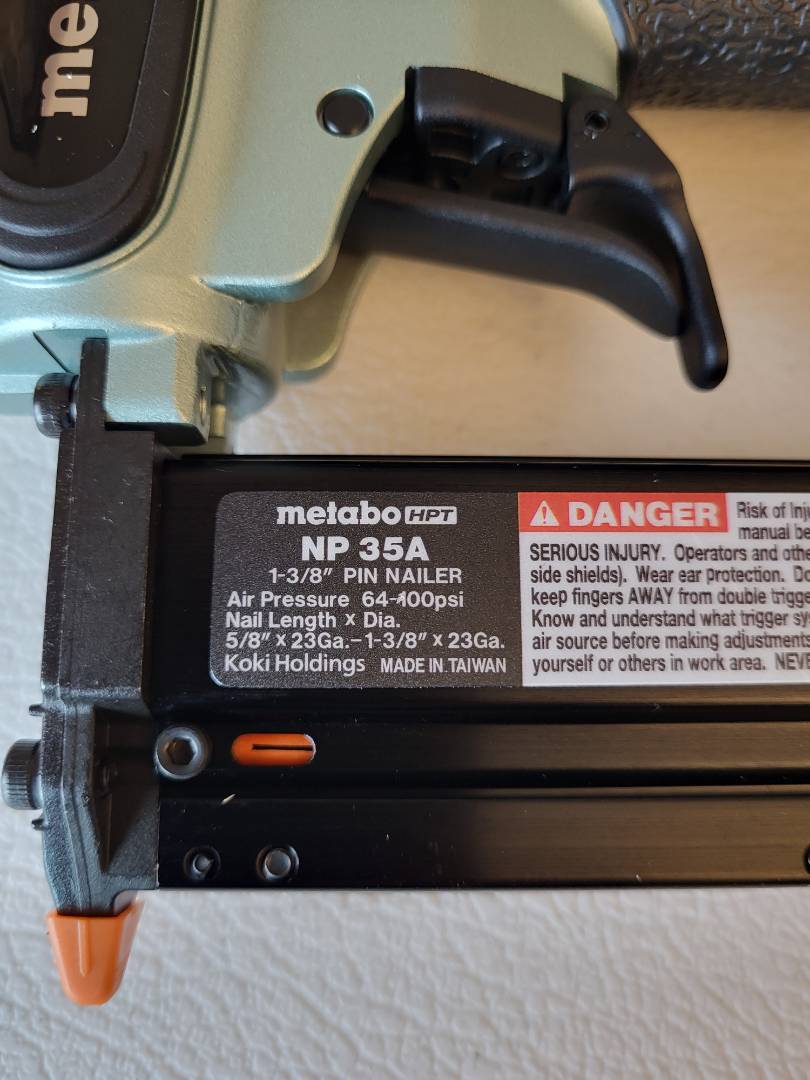 me
metabo HPT
NP 35A
1-3/8" PIN NAILER
Air Pressure 64-100psi
Nail Length x Dia.
5/8" x 23Ga.-1-3/8" x 23Ga.
Koki Holdings MADE IN TAIWAN
DANGER
Risk of Inj
manual be
SERIOUS INJURY. Operators and othe
side shields). Wear ear protection. Do
keep fingers AWAY from double trigge
Know and understand what trigger sy
air source before making adjustments
yourself or others in work area. NEVE